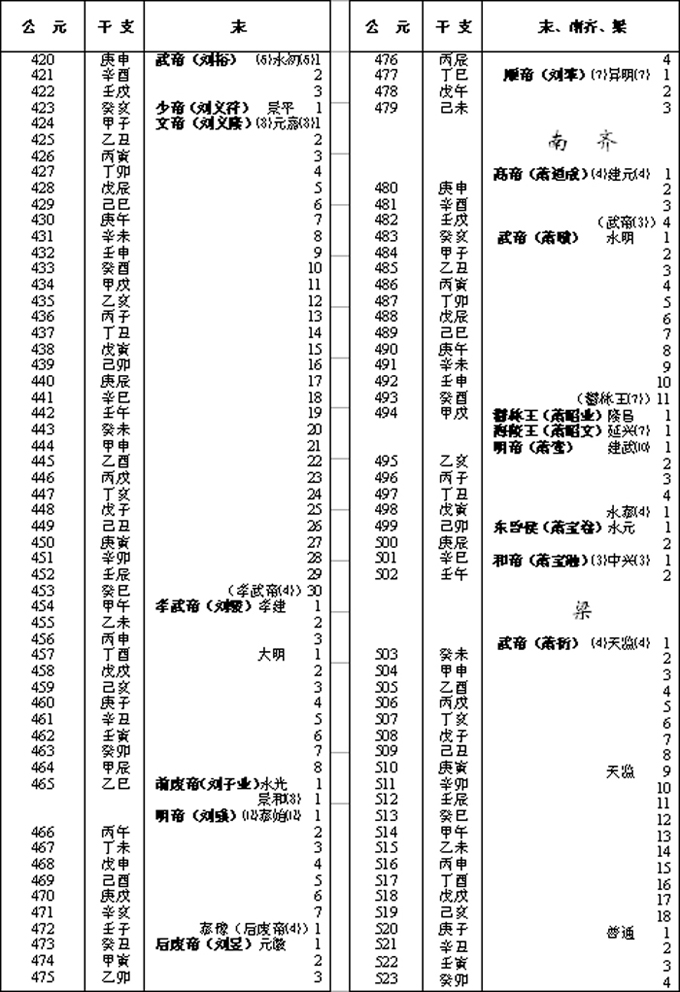 公 元 干 支 宋
420 庚申 武帝（刘裕） (6)永初(6)1
421 辛酉 2
422 壬戌 3
423 癸亥 少帝（刘义符） 景平 1
424 甲子 文帝（刘义隆）(8)元嘉(8)1
425 乙丑 2
426 丙寅 3
427 丁卯 4
428 戊辰 5
429 己巳 6
430 庚午 7
431 辛未 8
432 壬申 9
433 癸酉 10
434 甲戌 11
435 乙亥 12
436 丙子 13
437 丁丑 14
438 戊寅 15
439 己卯 16
440 庚辰 17
441 辛巳 18
442 壬午 19
443 癸未 20
444 甲申 21
445 乙酉 22
446 丙戌 23
447 丁亥 24
448 戊子 25
449 己丑 26
450 庚寅 27
451 辛卯 28
452 壬辰 29
453 癸巳 （孝武帝(4)）30
454 甲午 孝武帝（刘骏）孝建 1
455 乙未 2
456 丙申 3
457 丁酉 大明 1
458 戊戌 2
459 己亥 3
460 庚子 4
461 辛丑 5
462 壬寅 6
463 癸卯 7
464 甲辰 8
465 乙巳 前废帝（刘子业）永光 1
景和(8) 1
明帝（刘彧）(12)泰始(12) 1
466 丙午 2
467 丁未 3
468 戊申 4
469 己酉 5
470 庚戌 6
471 辛亥 7
472 壬子 泰豫（后废帝(4)）1
473 癸丑 后废帝（刘昱）元徽 1
474 甲寅 2
475 乙卯 3
公 元 干 支 宋、南齐、梁
476 丙辰 4
477 丁巳 顺帝（刘準）(7)昇明(7) 1
478 戊午 2
479 己未 3
南 齐
高帝（萧道成）(4)建元(4) 1
480 庚申 2
481 辛酉 3
482 壬戌 （武帝(3)）4
483 癸亥 武帝（萧赜） 永明 1
484 甲子 2
485 乙丑 3
486 丙寅 4
487 丁卯 5
488 戊辰 6
489 己巳 7
490 庚午 8
491 辛未 9
492 壬申 10
493 癸酉 （鬱林王(7)）11
494 甲戌 鬱林王（萧昭业）隆昌 1
海陵王（萧昭文）延兴(7) 1
明帝（萧鸾） 建武(10) 1
495 乙亥 2
496 丙子 3
497 丁丑 4
498 戊寅 永泰(4) 1
499 己卯 东昏侯（萧宝卷）永元 1
500 庚辰 2
501 辛巳 和帝（萧宝融）(3)中兴(3) 1
502 壬午 2
梁
武帝（萧衍） (4)天监(4) 1
503 癸未 2
504 甲申 3
505 乙酉 4
506 丙戌 5
507 丁亥 6
508 戊子 7
509 己丑 8
510 庚寅 天监 9
511 辛卯 10
512 壬辰 11
513 癸巳 12
514 甲午 13
515 乙未 14
516 丙申 15
517 丁酉 16
518 戊戌 17
519 己亥 18
520 庚子 普通 1
521 辛丑 2
522 壬寅 3
523 癸卯 4